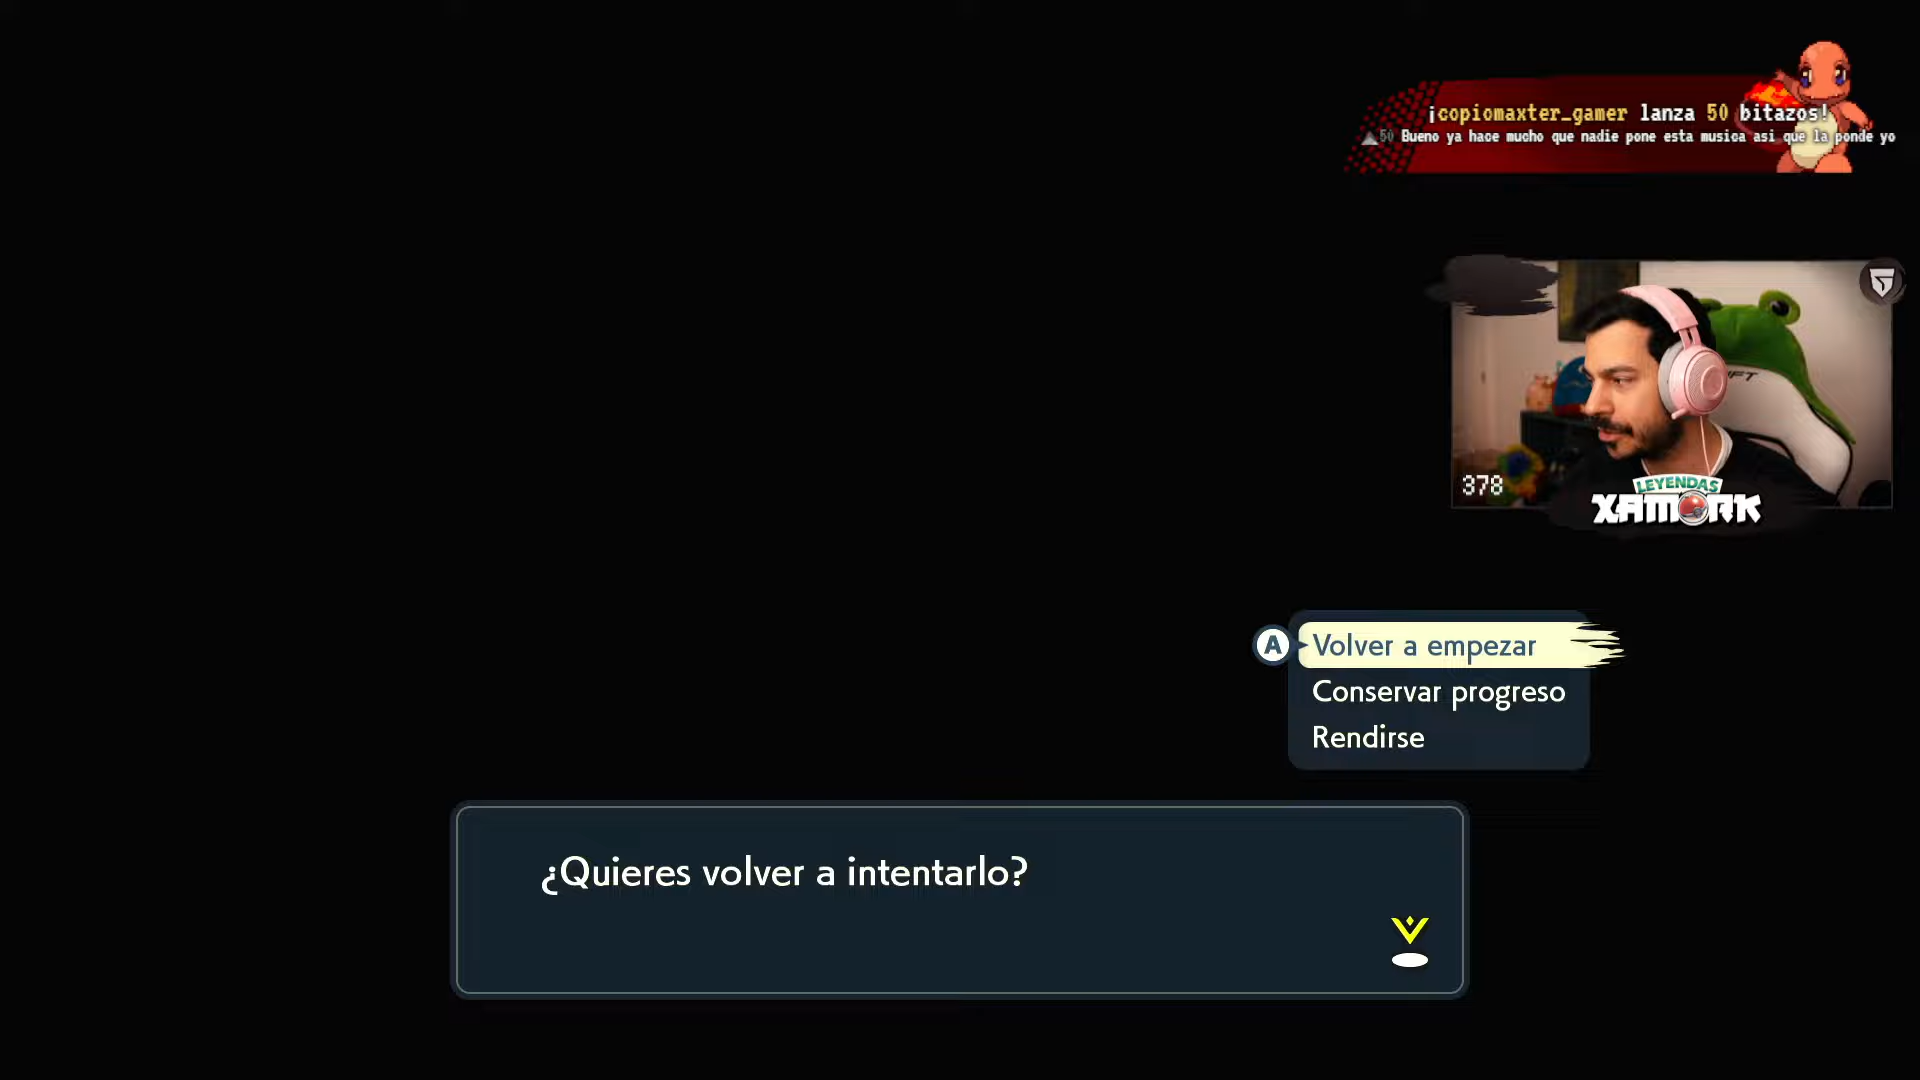 ¡copiomaxter_gamer lanza 50 bitazos!
50 Bueno ya hace mucho que nadie pone esta musica asi que la ponde yo
378
LEYENDAS
XAMORK
A
Volver a empezar
Conservar progreso
Rendirse
¿Quieres volver a intentarlo?